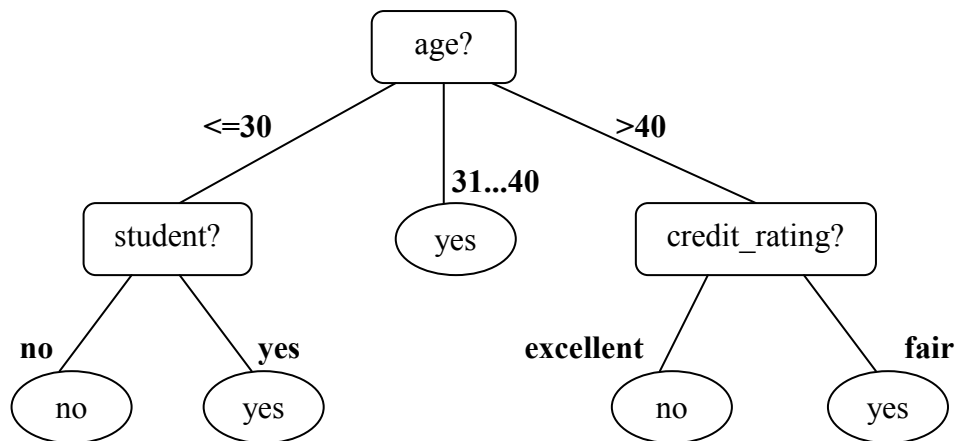 age?
<=30
>40
31...40
student?
yes
credit_rating?
no
yes
excellent
fair
no
yes
no
yes